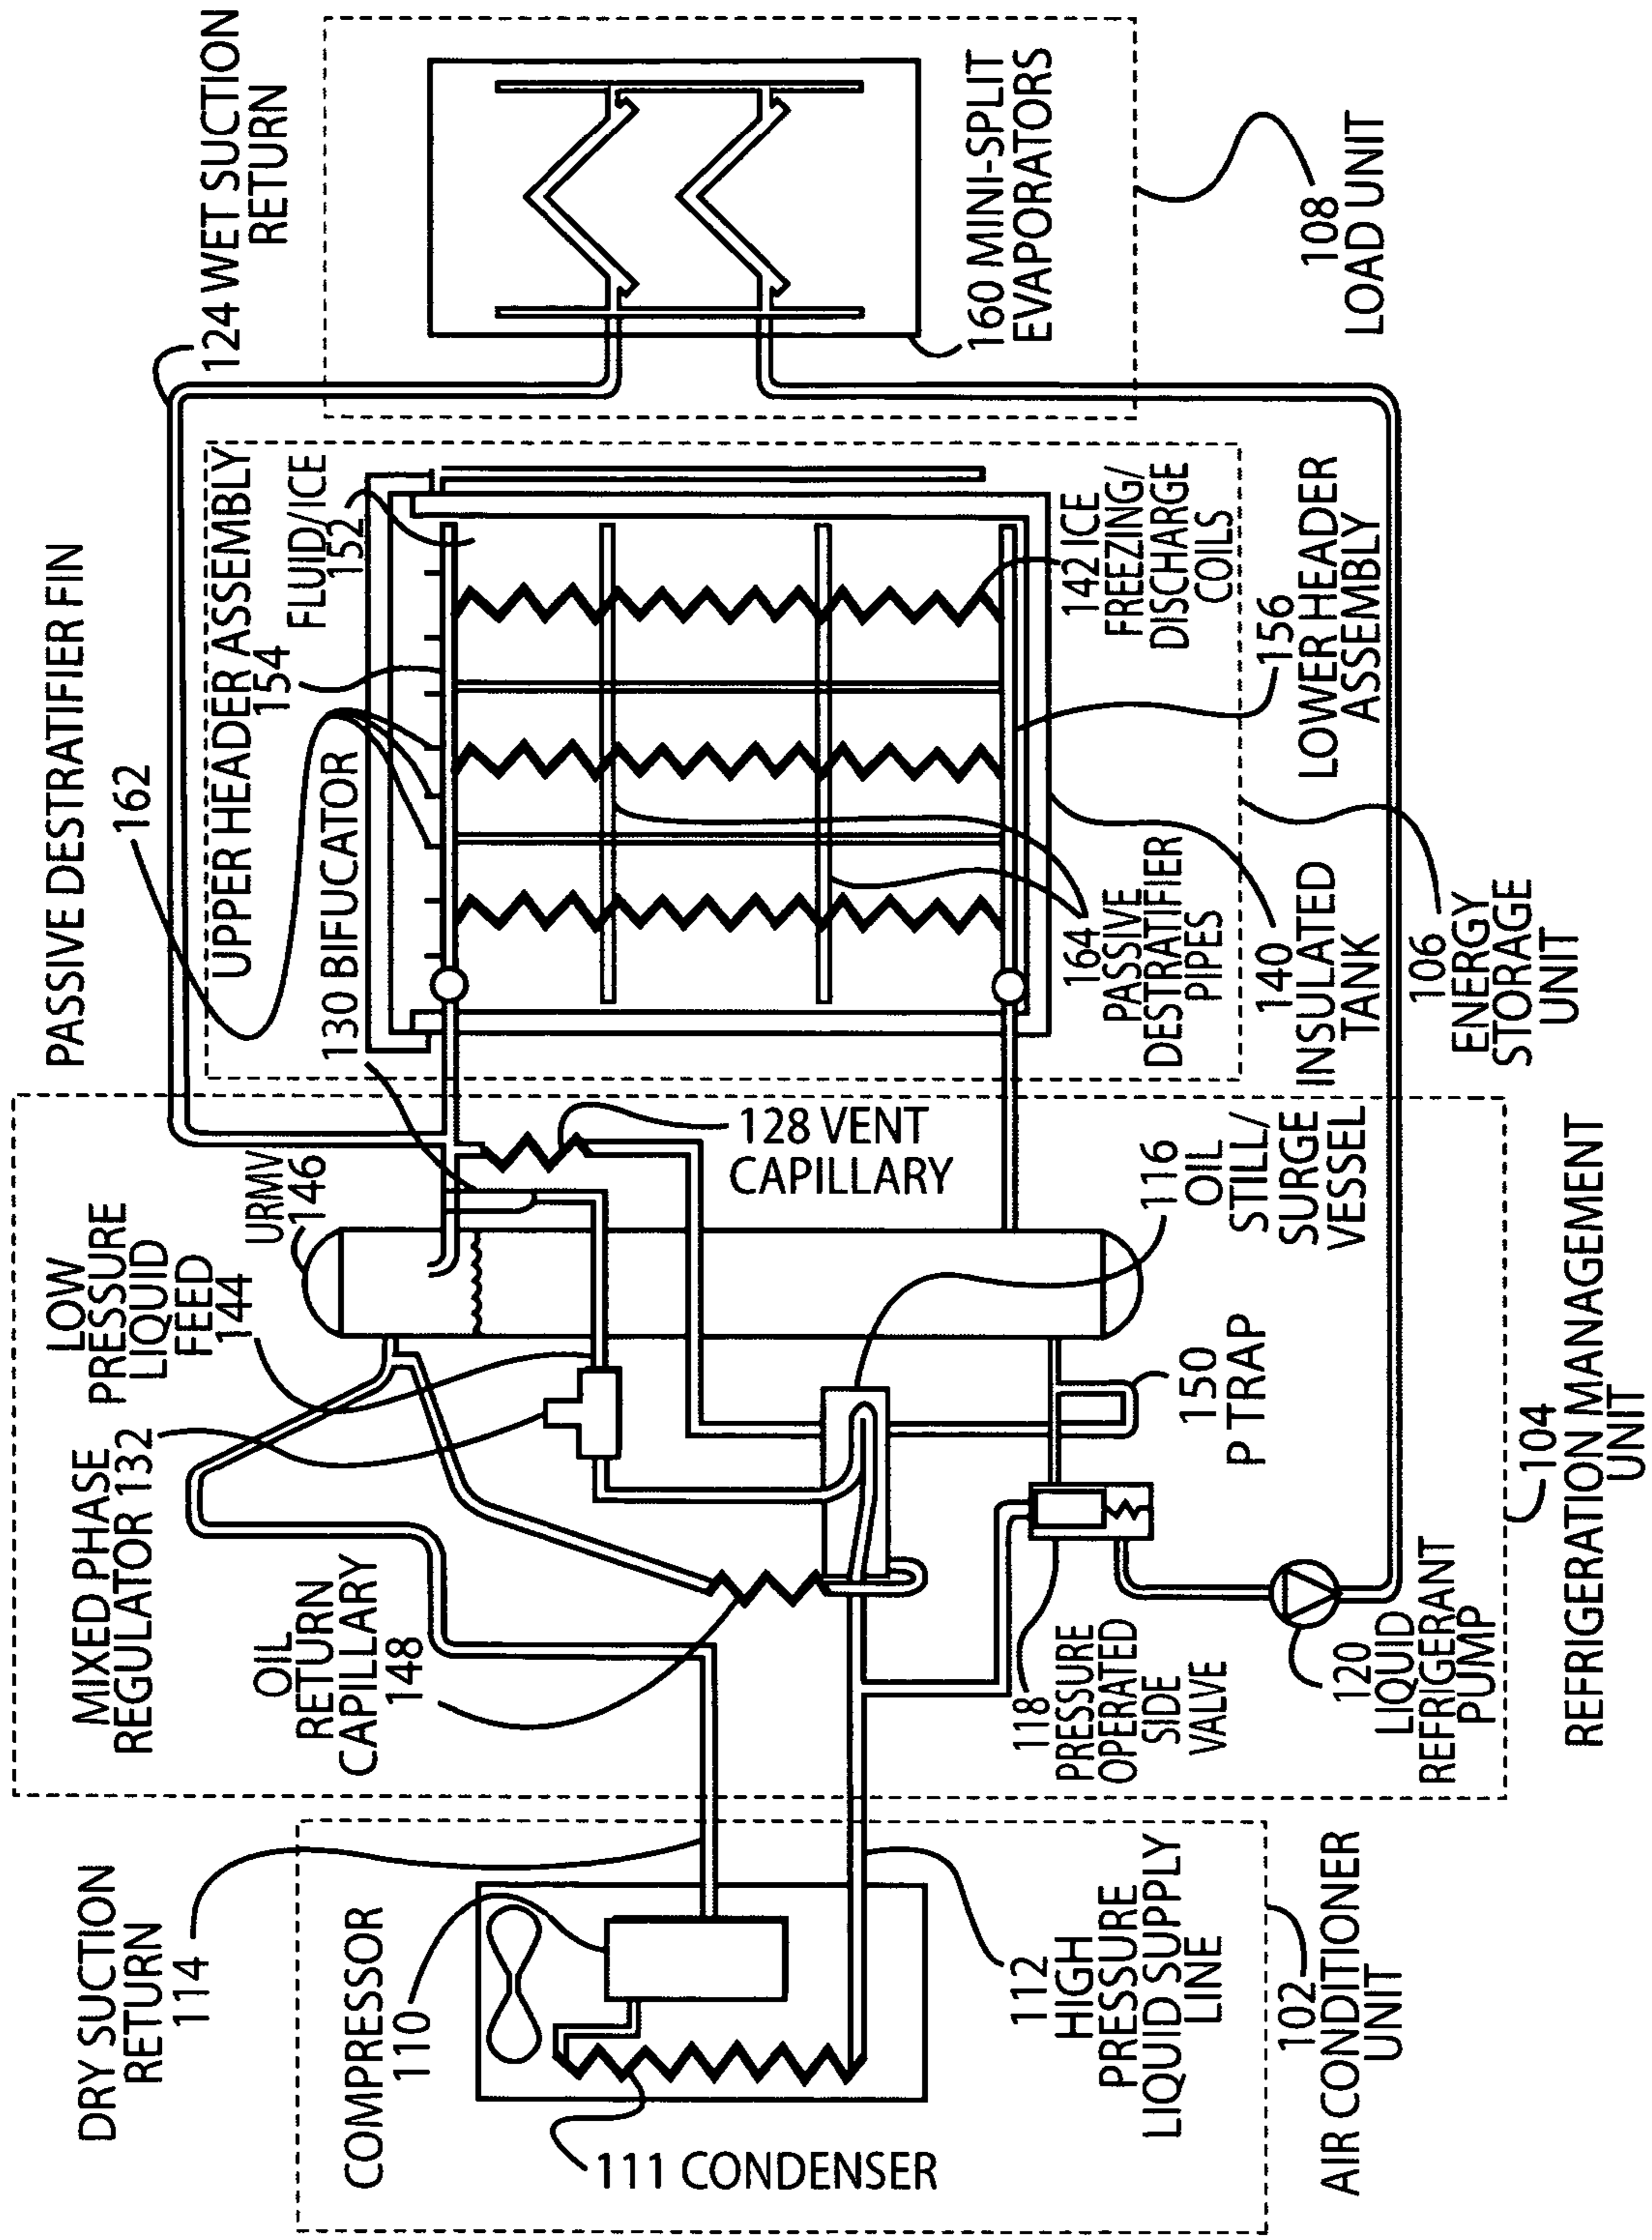 PASSIVE DESTRATIFIER FIN
162
124 WET SUCTION
RETURN
UPPER HEADER ASSEMBLY
154
FLUID/ICE
152
130 BIFUCATOR
LOW
PRESSURE
LIQUID
FEED
144
URMV
146
MIXED PHASE
REGULATOR 132
DRY SUCTION
RETURN
114
COMPRESSOR
110
111 CONDENSER
OIL
RETURN
CAPILLARY
148
128 VENT
CAPILLARY
116
OIL
STILL/
SURGE
VESSEL
150
P TRAP
118
PRESSURE
OPERATED
SIDE
VALVE
120
LIQUID
REFRIGERANT
PUMP
112
HIGH
PRESSURE
LIQUID SUPPLY
LINE
102
AIR CONDITIONER
UNIT
104
REFRIGERATION MANAGEMENT
UNIT
164
PASSIVE
DESTRATIFIER
PIPES
142 ICE
FREEZING/
DISCHARGE
COILS
156
LOWER HEADER
ASSEMBLY
140
INSULATED
TANK
106
ENERGY
STORAGE
UNIT
160 MINI-SPLIT
EVAPORATORS
108
LOAD UNIT